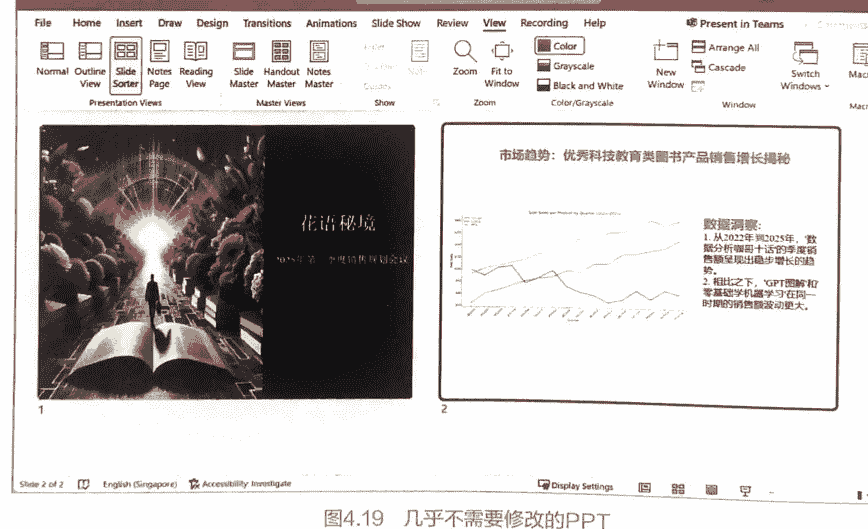 File Home Insert Draw Design Transitions Animations Slide Show Review View Recording Help Present in Teams
Normal Outline View Slide Sorter Notes Page Reading View
Presentation Views
Slide Master Handout Master Notes Master
Master Views
Show
Zoom Fit to Window
Zoom
Color
Grayscale
Black and White
Color/Grayscale
New Window
Arrange All
Cascade
Switch Windows
Window
花语秘境
1
市场趋势：优秀科技教育类图书产品销售增长揭秘
数据洞察：
1. 从2022年到2025年，'数
据分析咖哥十话'的季度销
售额呈现出稳步增长的趋
势。
2. 相比之下，'GPT图解'和
'零基础学机器学习'在同一
时期的销售额波动更大。
2
Slide 2 of 2 English (Singapore) Accessibility: Investigate Display Settings
图4.19 几乎不需要修改的PPT